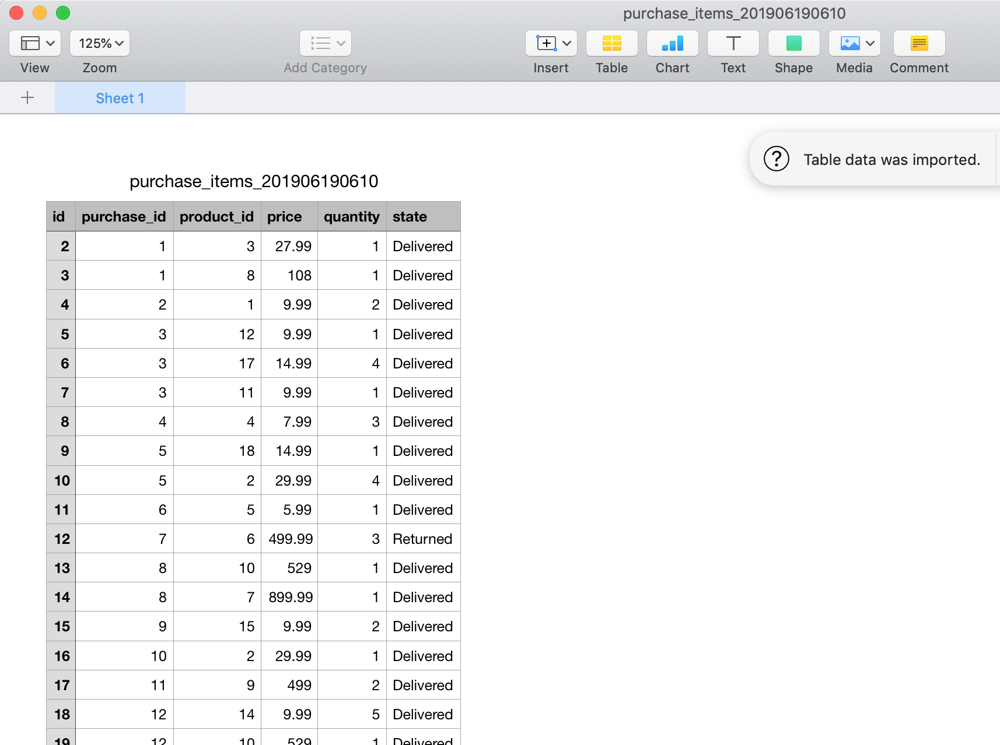 purchase_items_201906190610
125%
View Zoom Add Category Insert Table Chart Text Shape Media Comment
Sheet 1
Table data was imported.
purchase_items_201906190610
id purchase_id product_id price quantity state
2 1 3 27.99 1 Delivered
3 1 8 108 1 Delivered
4 2 1 9.99 2 Delivered
5 3 12 9.99 1 Delivered
6 3 17 14.99 4 Delivered
7 3 11 9.99 1 Delivered
8 4 4 7.99 3 Delivered
9 5 18 14.99 1 Delivered
10 5 2 29.99 4 Delivered
11 6 5 5.99 1 Delivered
12 7 6 499.99 3 Returned
13 8 10 529 1 Delivered
14 8 7 899.99 1 Delivered
15 9 15 9.99 2 Delivered
16 10 2 29.99 1 Delivered
17 11 9 499 2 Delivered
18 12 14 9.99 5 Delivered
19 12 10 529 1 Delivered